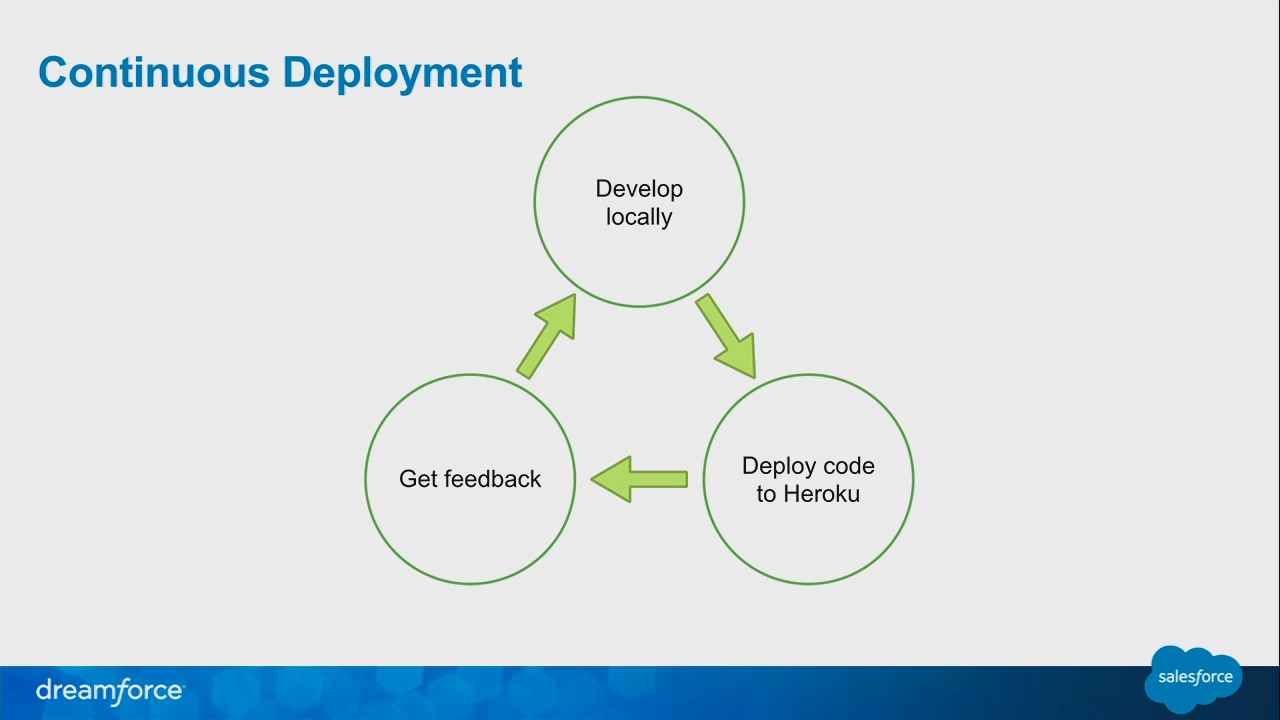 Continuous Deployment
Develop
locally
Get feedback
Deploy code
to Heroku
dreamforce
salesforce